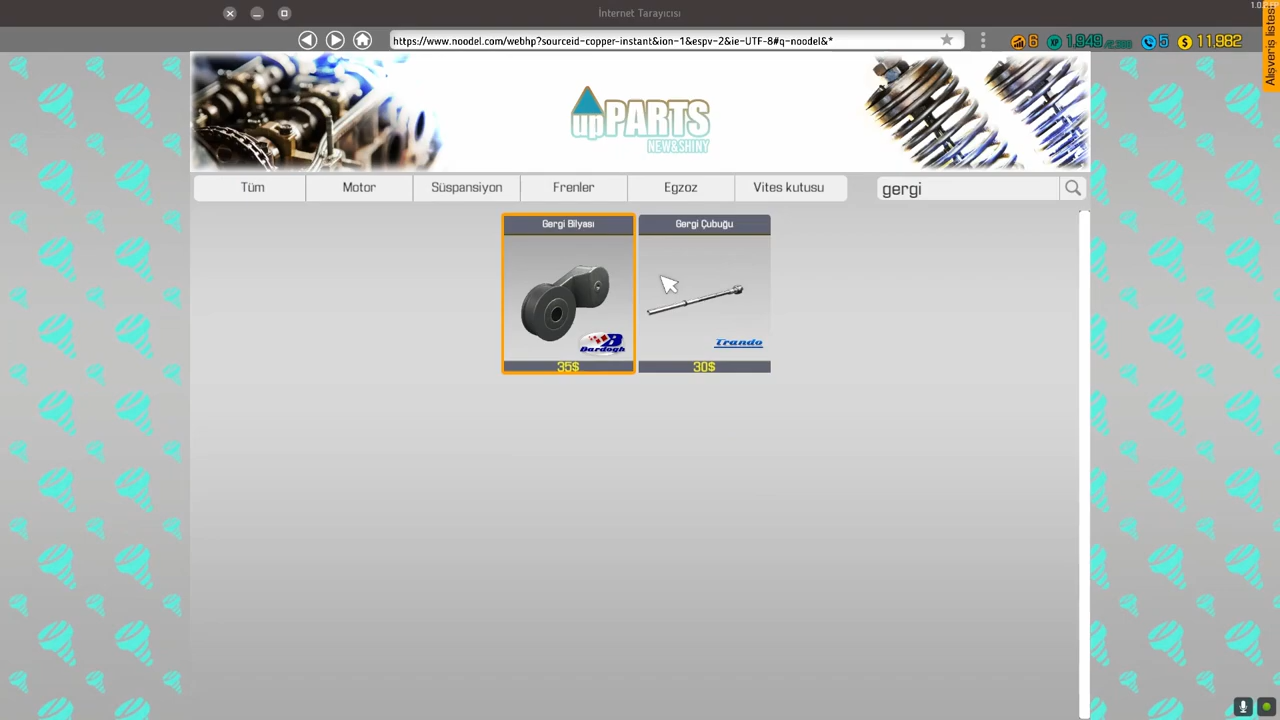 İnternet Tarayıcısı
https://www.noodel.com/webhp?sourceid-copper-instant&ion-1&espv-2&ie-UTF-8#q-noodel&*
6
XP 1,949
5
$ 11,982
Alışveriş listesi
upPARTS
NEW&SHINY
Tüm
Motor
Süspansiyon
Frenler
Egzoz
Vites kutusu
gergi
Gergi Bilyası
Gergi Çubuğu
Bardogh
Trando
35$
30$